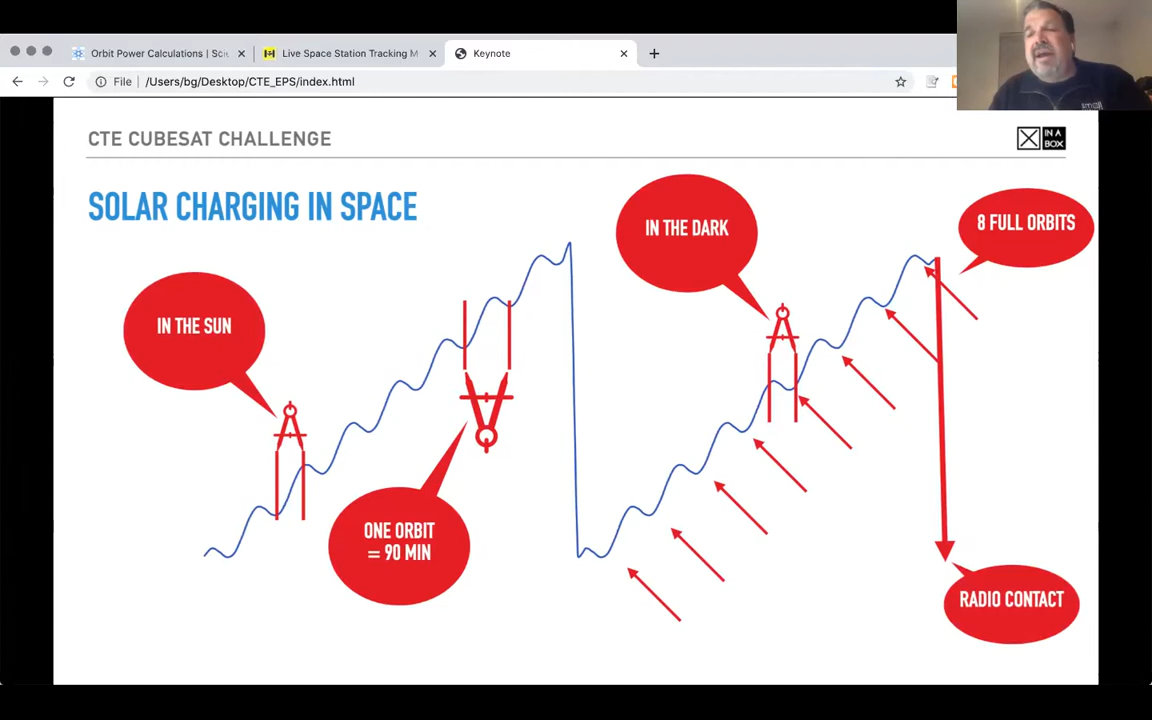 Orbit Power Calculations | Scie
Live Space Station Tracking M
Keynote
File
/Users/bg/Desktop/CTE_EPS/index.html
CTE CUBESAT CHALLENGE
IN A
BOX
SOLAR CHARGING IN SPACE
IN THE DARK
8 FULL ORBITS
IN THE SUN
ONE ORBIT
= 90 MIN
RADIO CONTACT